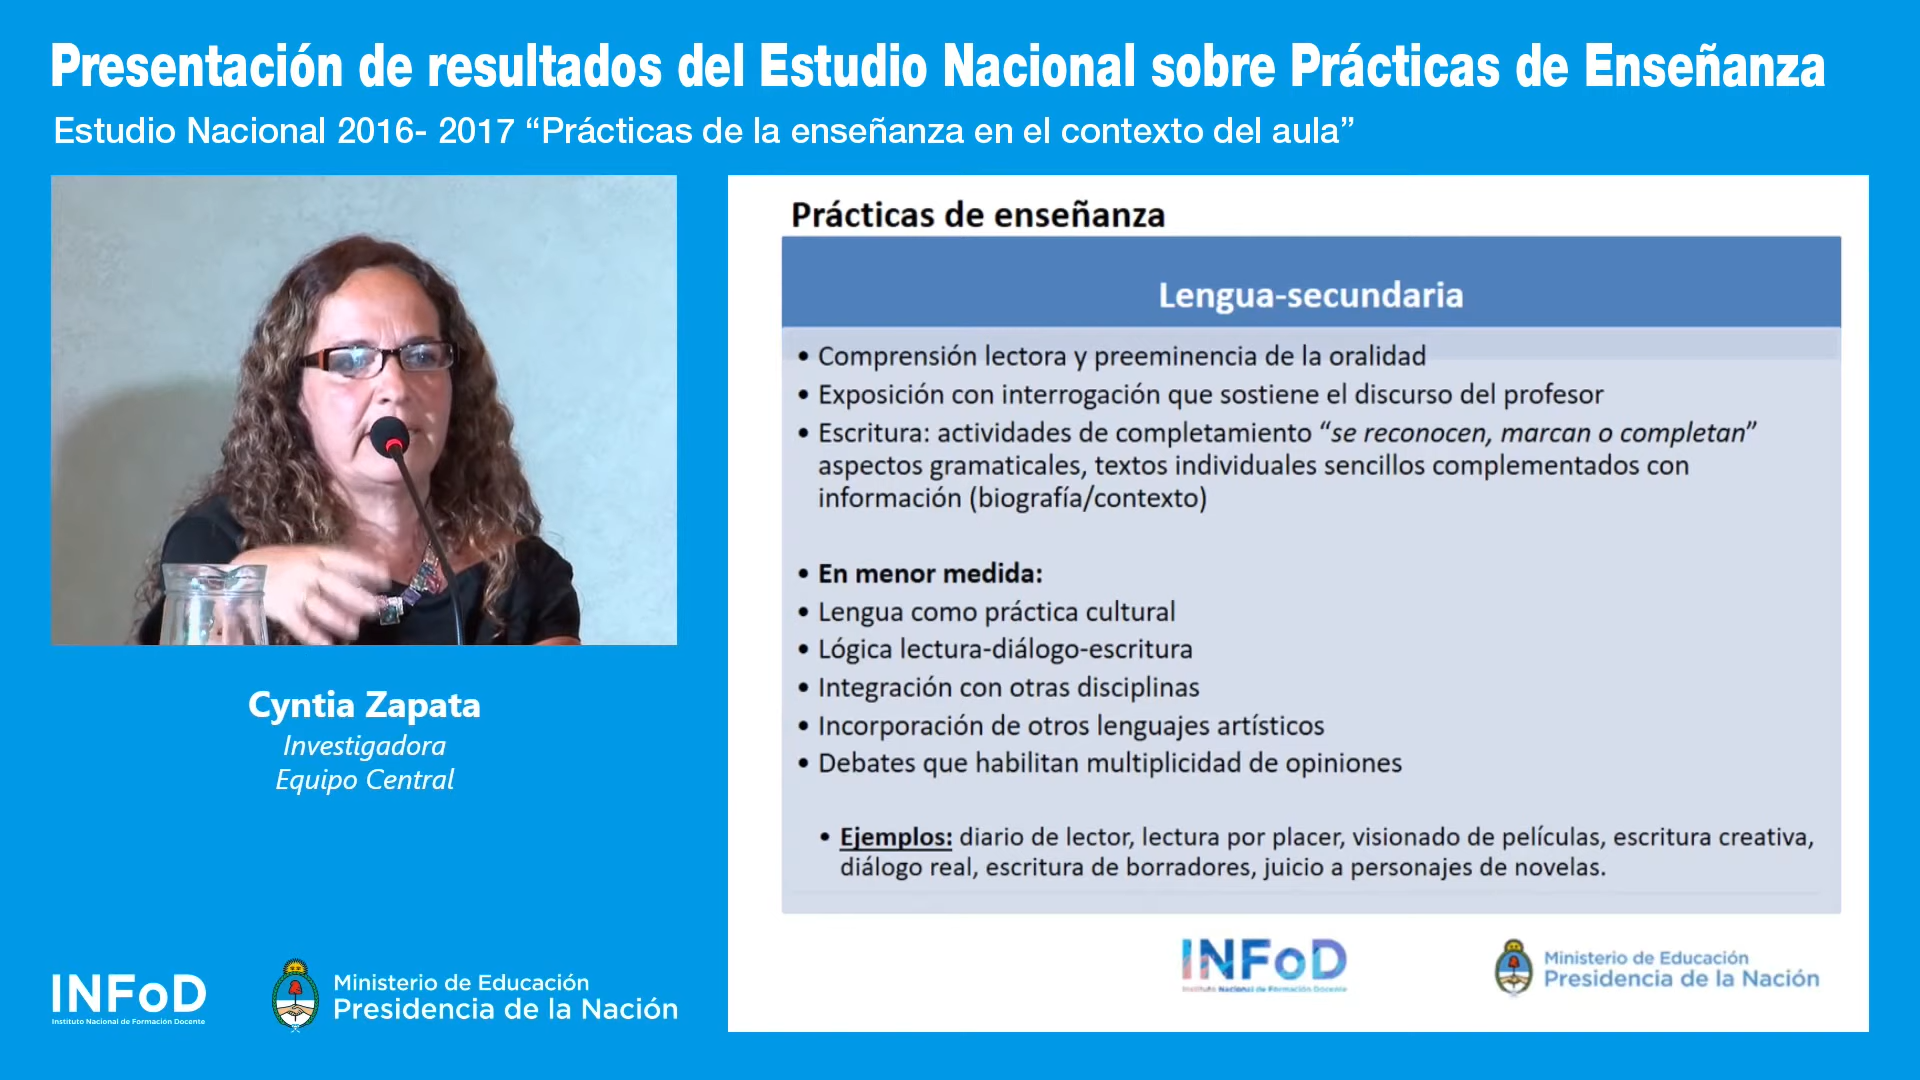 Presentación de resultados del Estudio Nacional sobre Prácticas de Enseñanza
Estudio Nacional 2016- 2017 “Prácticas de la enseñanza en el contexto del aula”
Cyntia Zapata
Investigadora
Equipo Central
INFoD
Instituto Nacional de Formación Docente
Ministerio de Educación
Presidencia de la Nación
Prácticas de enseñanza
Lengua-secundaria
• Comprensión lectora y preeminencia de la oralidad
• Exposición con interrogación que sostiene el discurso del profesor
• Escritura: actividades de completamiento “se reconocen, marcan o completan”
aspectos gramaticales, textos individuales sencillos complementados con
información (biografía/contexto)
• En menor medida:
• Lengua como práctica cultural
• Lógica lectura-diálogo-escritura
• Integración con otras disciplinas
• Incorporación de otros lenguajes artísticos
• Debates que habilitan multiplicidad de opiniones
• Ejemplos: diario de lector, lectura por placer, visionado de películas, escritura creativa,
diálogo real, escritura de borradores, juicio a personajes de novelas.
INFoD
Instituto Nacional de Formación Docente
Ministerio de Educación
Presidencia de la Nación